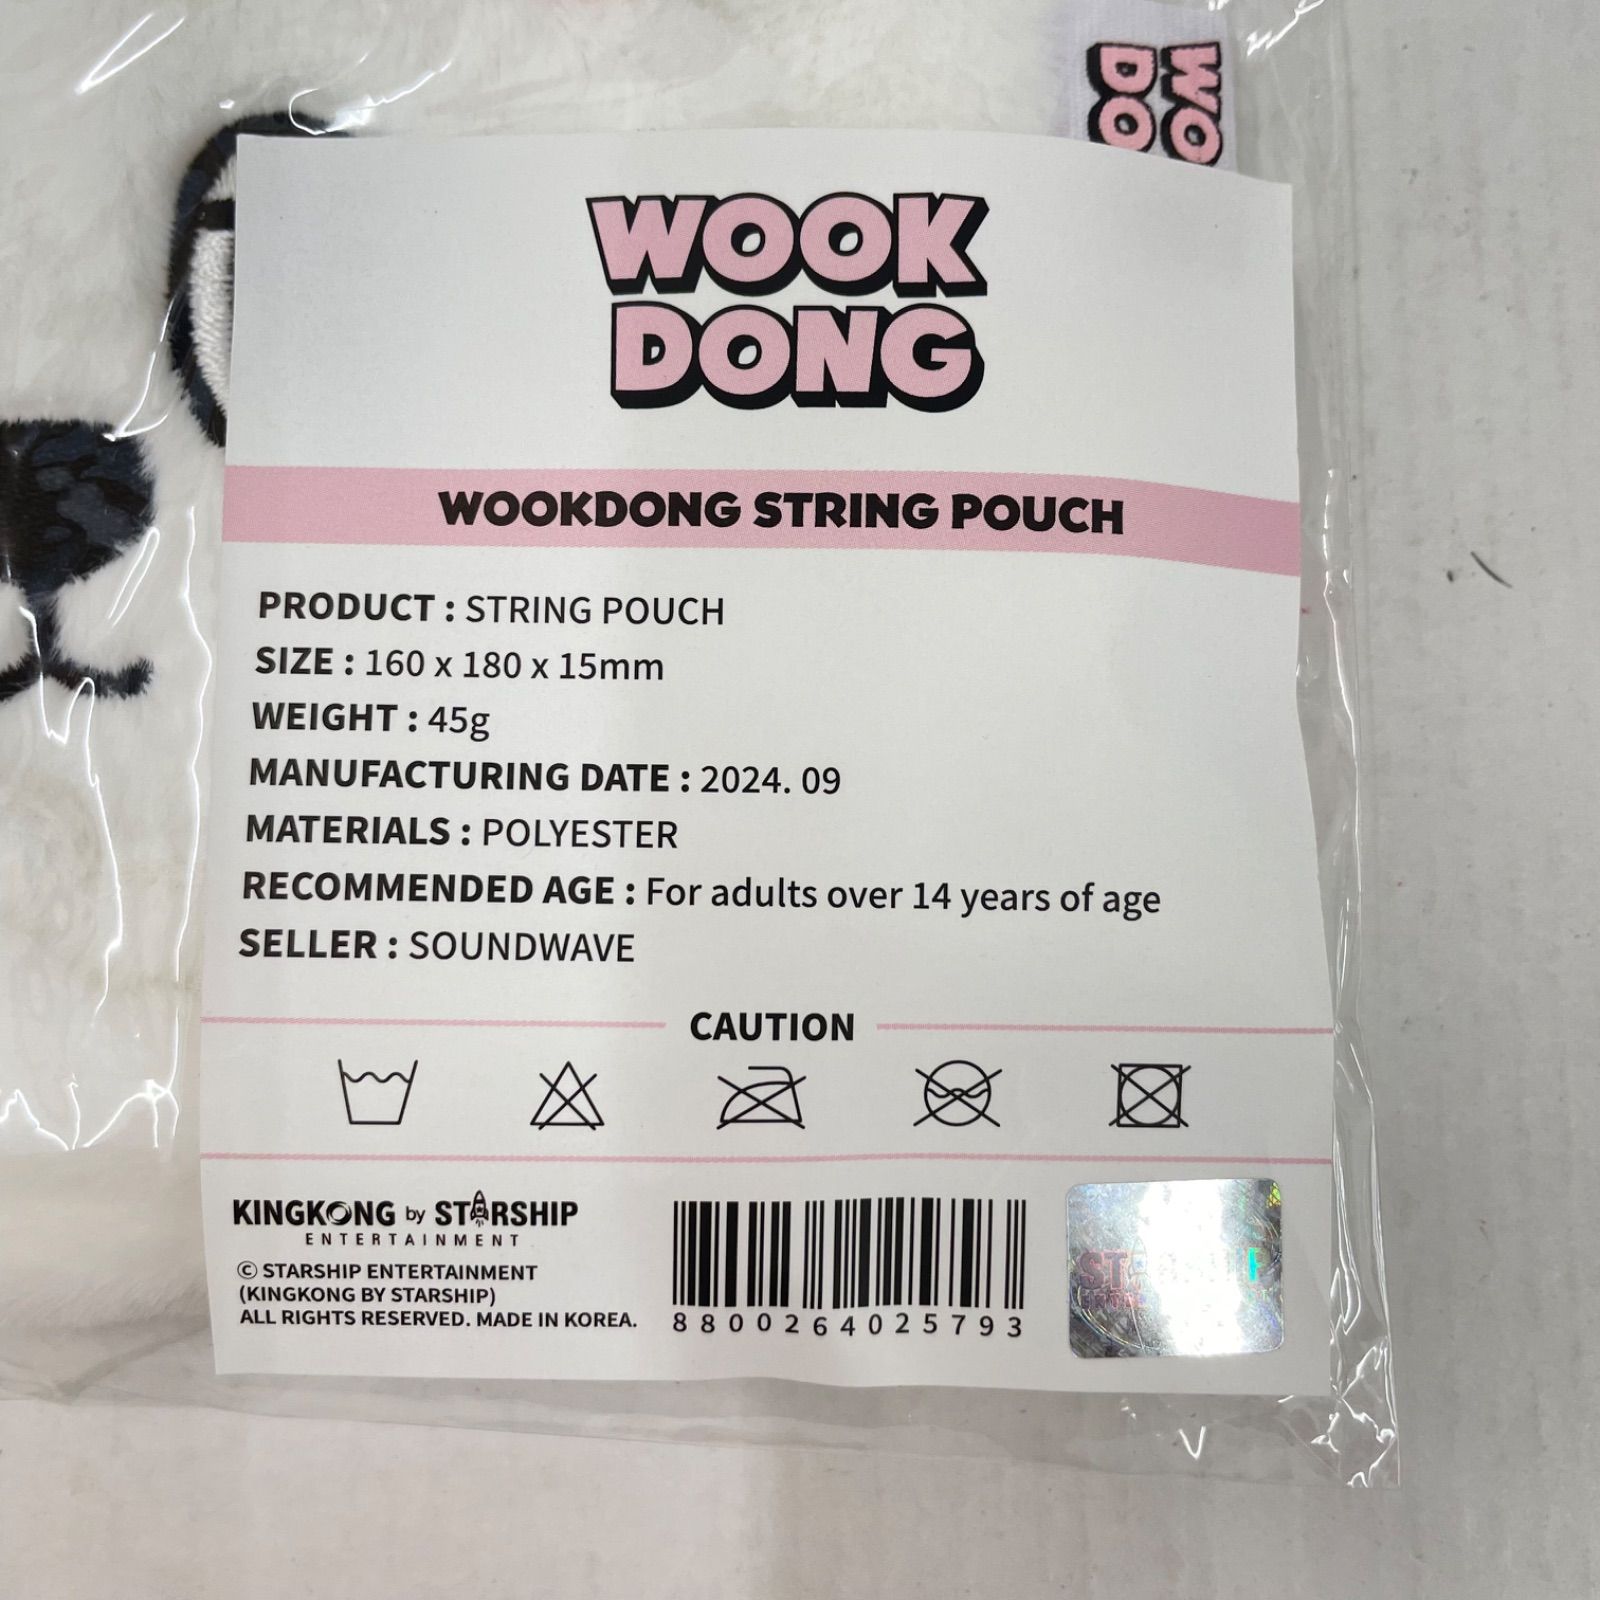 WO
DO
WOOK
DONG
WOOKDONG STRING POUCH
PRODUCT : STRING POUCH
SIZE : 160 x 180 x 15mm
WEIGHT : 45g
MANUFACTURING DATE : 2024. 09
MATERIALS : POLYESTER
RECOMMENDED AGE : For adults over 14 years of age
SELLER : SOUNDWAVE
CAUTION
KINGKONG by STARSHIP
ENTERTAINMENT
© STARSHIP ENTERTAINMENT
(KINGKONG BY STARSHIP)
ALL RIGHTS RESERVED. MADE IN KOREA.
8800264025793